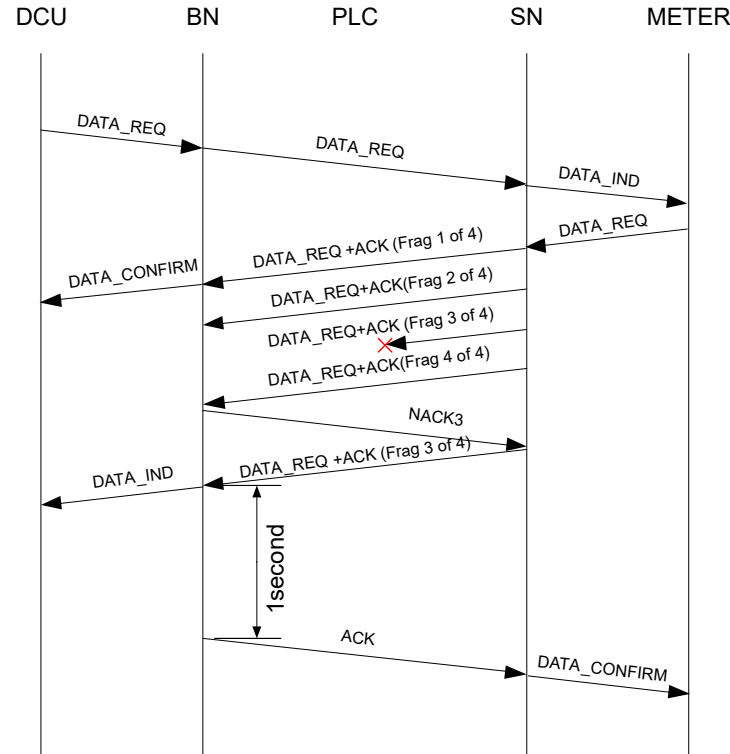 DCU BN PLC SN METER
DATA_REQ
DATA_REQ
DATA_IND
DATA_REQ
DATA_REQ +ACK (Frag 1 of 4)
DATA_CONFIRM
DATA_REQ+ACK(Frag 2 of 4)
DATA_REQ+ACK (Frag 3 of 4)
DATA_REQ+ACK(Frag 4 of 4)
NACK3
DATA_REQ +ACK (Frag 3 of 4)
DATA_IND
1second
ACK
DATA_CONFIRM